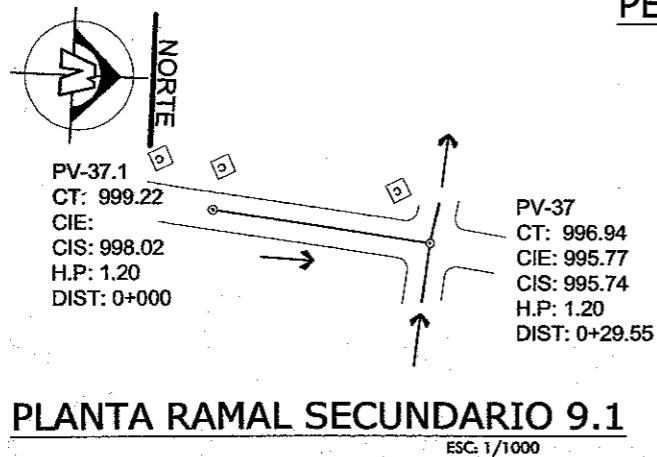 PE
N
NORTE
PV-37.1
CT: 999.22
CIE:
CIS: 998.02
H.P: 1.20
DIST: 0+000
PV-37
CT: 996.94
CIE: 995.77
CIS: 995.74
H.P: 1.20
DIST: 0+29.55
PLANTA RAMAL SECUNDARIO 9.1
ESC: 1/1000